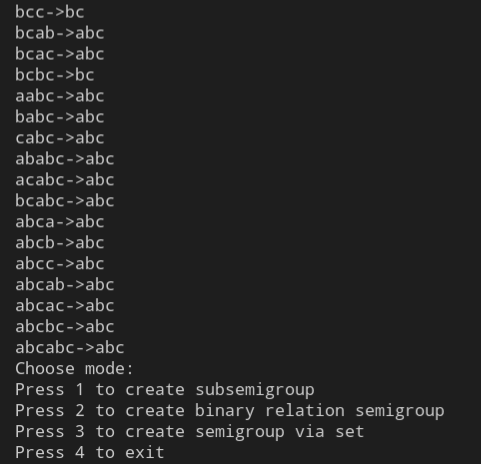 bcc->bc
bcab->abc
bcac->abc
bcbc->bc
aabc->abc
babc->abc
cabc->abc
ababc->abc
acabc->abc
bcabc->abc
abca->abc
abcb->abc
abcc->abc
abcab->abc
abcac->abc
abcbc->abc
abcabc->abc
Choose mode:
Press 1 to create subsemigroup
Press 2 to create binary relation semigroup
Press 3 to create semigroup via set
Press 4 to exit